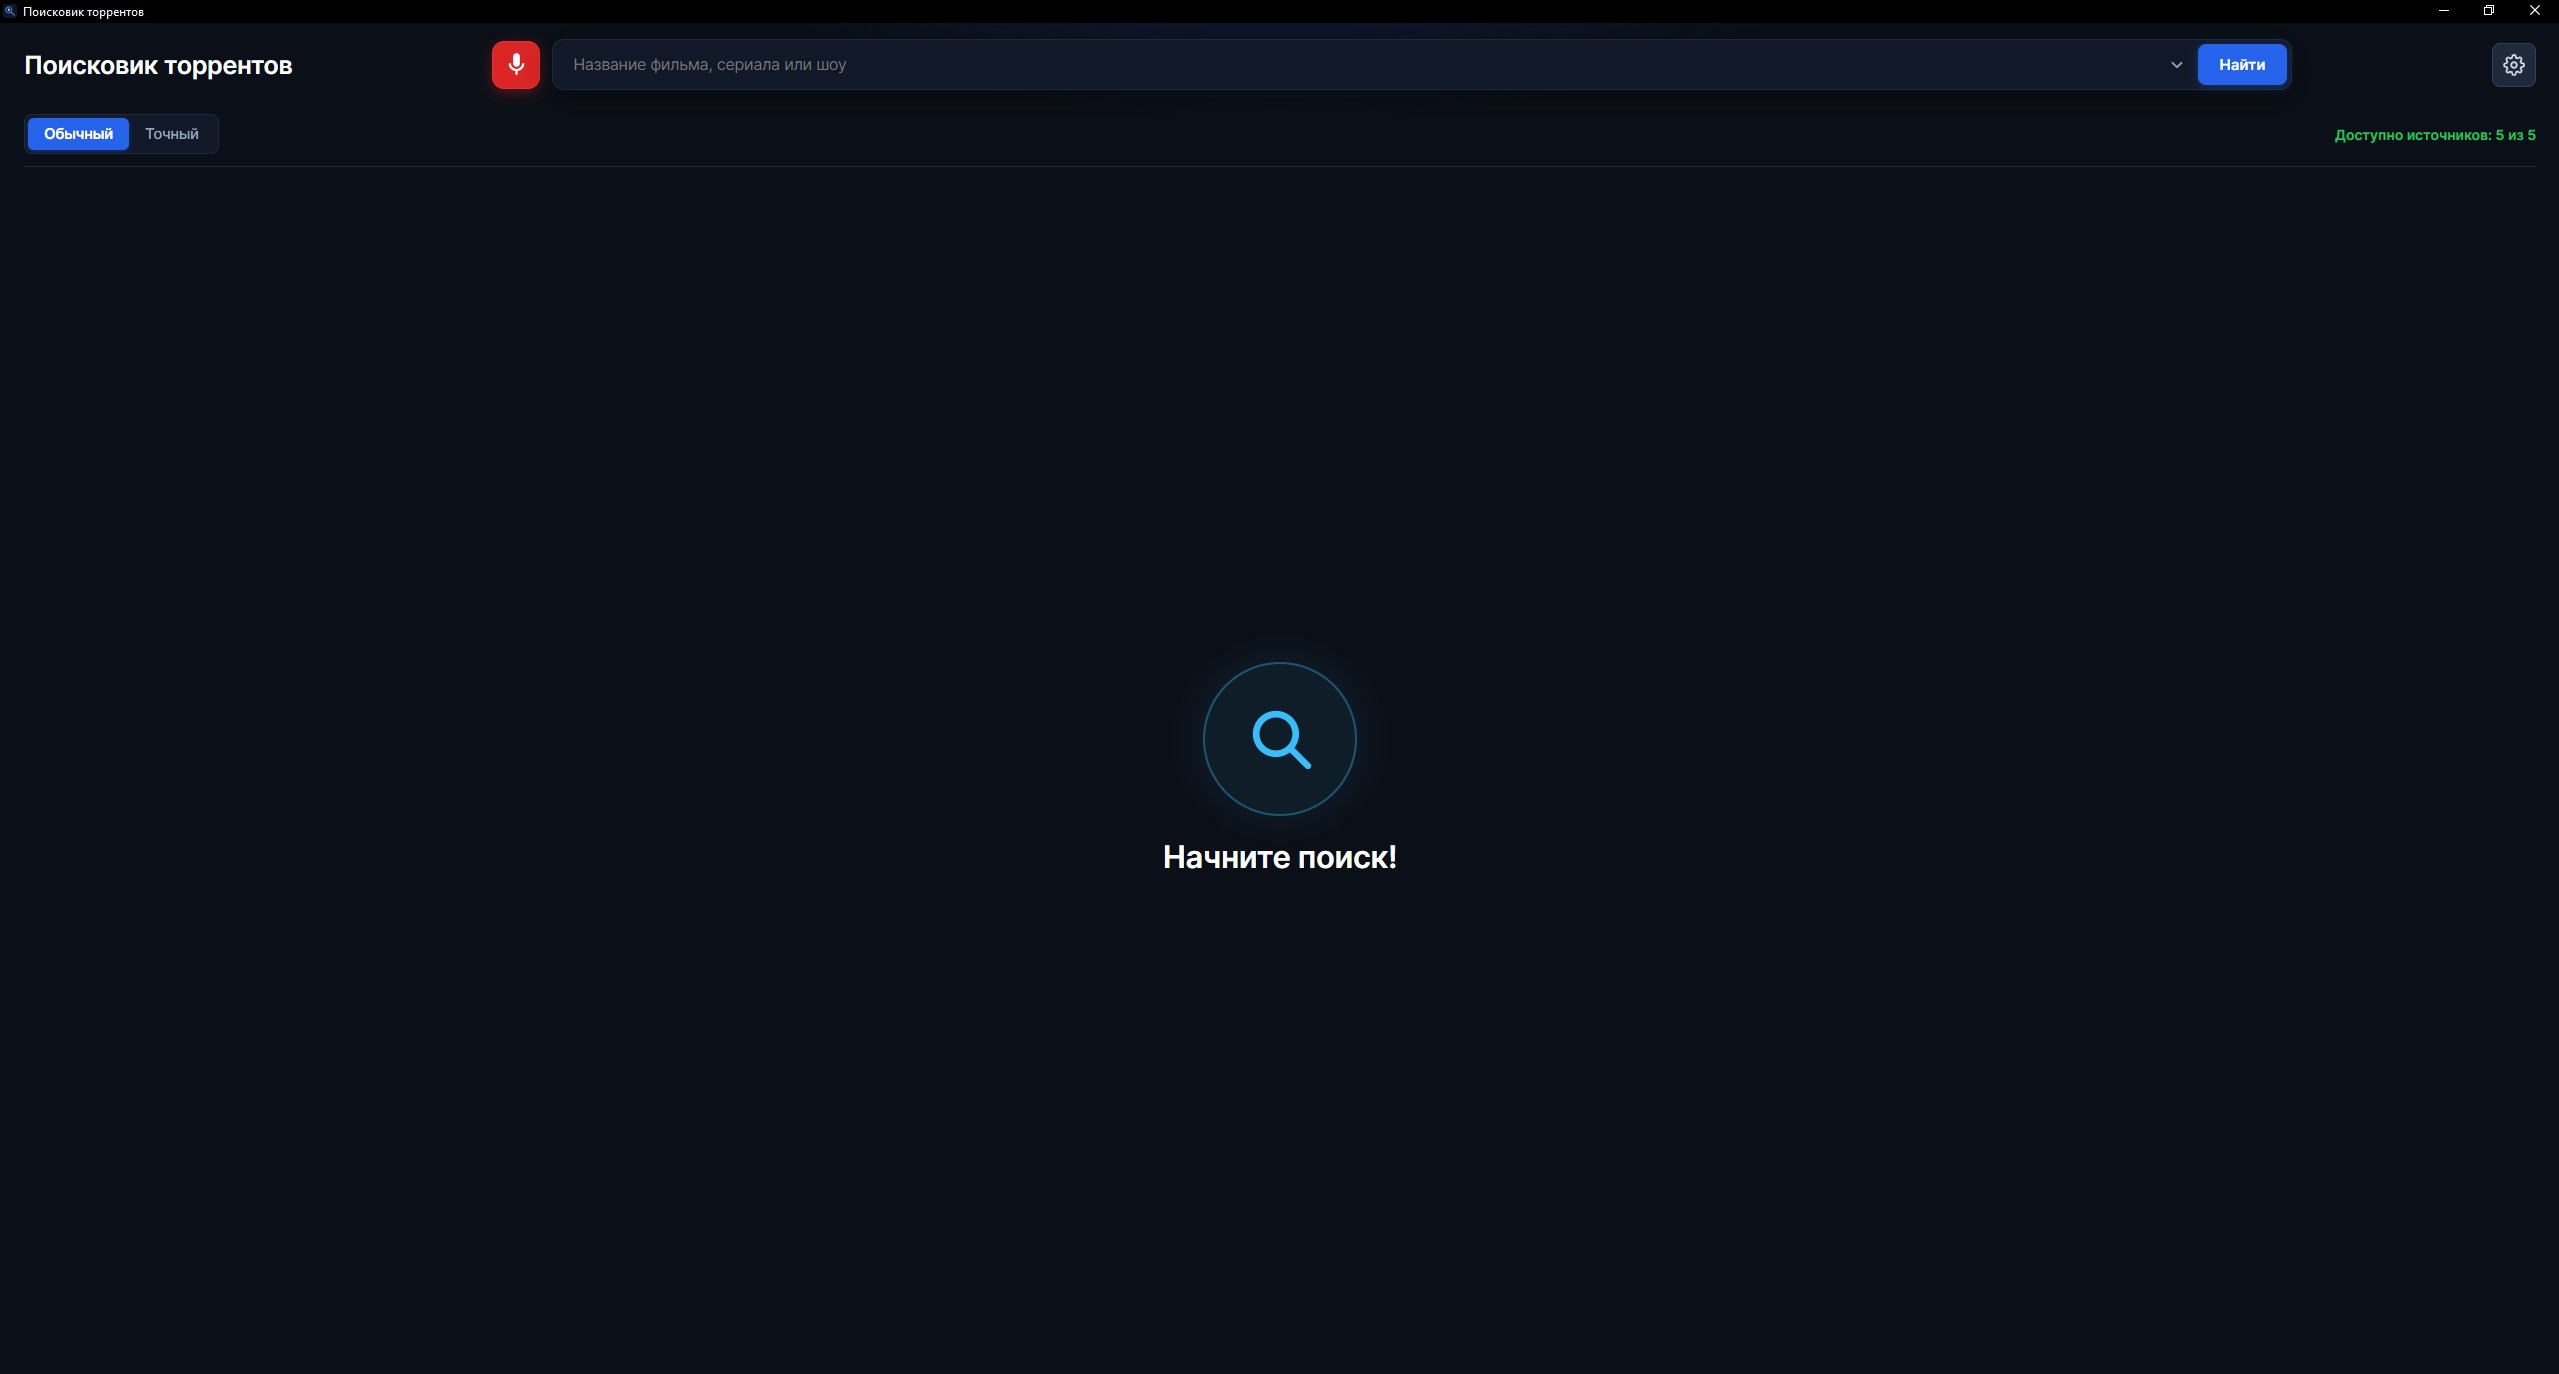 Поисковик торрентов
Поисковик торрентов
Название фильма, сериала или шоу
Найти
Обычный
Точный
Доступно источников: 5 из 5
Начните поиск!